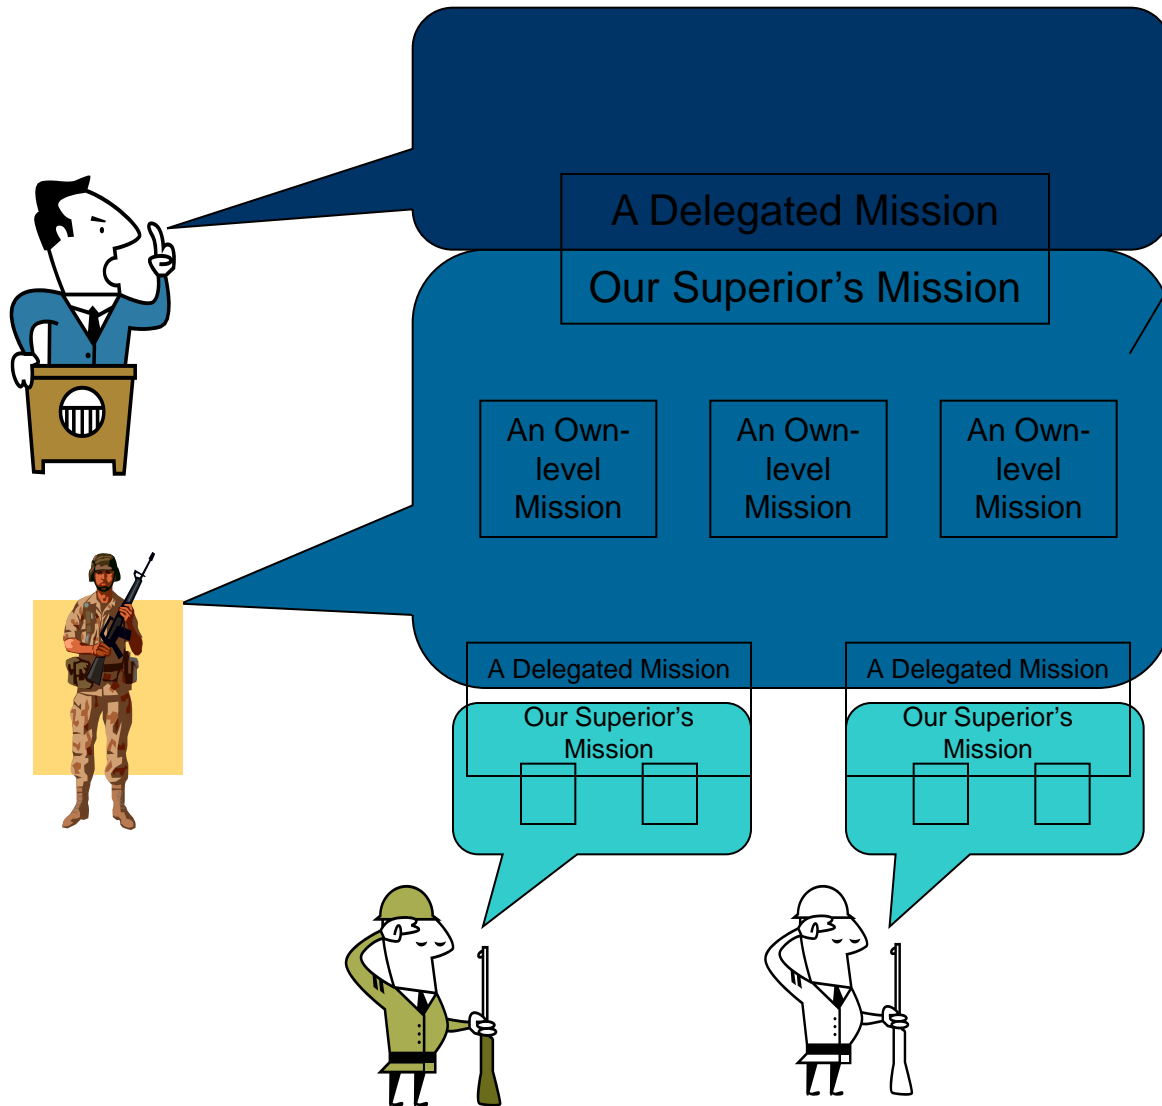 A Delegated Mission
Our Superior’s Mission
An Own-
level
Mission
An Own-
level
Mission
An Own-
level
Mission
A Delegated Mission
Our Superior’s
Mission
A Delegated Mission
Our Superior’s
Mission